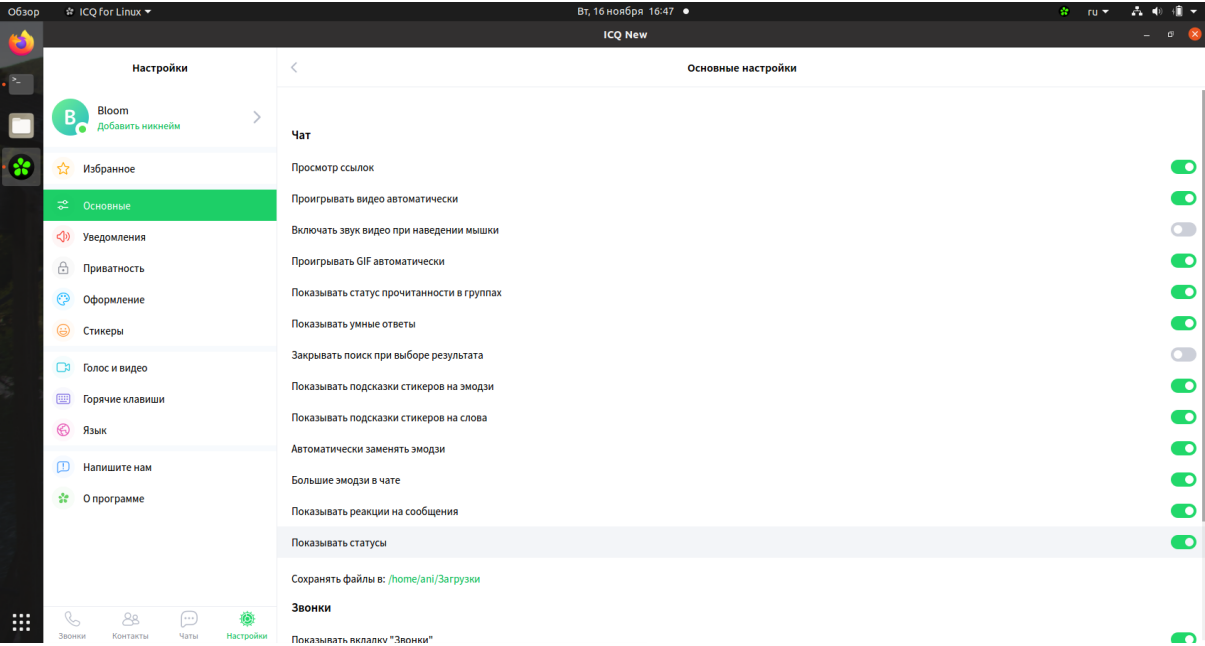 Обзор
ICQ for Linux
Вт, 16 ноября 16:47
ru
ICQ New
Настройки
Bloom
Добавить никнейм
B
Избранное
Основные
Уведомления
Приватность
Оформление
Стикеры
Голос и видео
Горячие клавиши
Язык
Напишите нам
О программе
Звонки
Контакты
Чаты
Настройки
Основные настройки
Чат
Просмотр ссылок
Проигрывать видео автоматически
Включать звук видео при наведении мышки
Проигрывать GIF автоматически
Показывать статус прочитанности в группах
Показывать умные ответы
Закрывать поиск при выборе результата
Показывать подсказки стикеров на эмодзи
Показывать подсказки стикеров на слова
Автоматически заменять эмодзи
Большие эмодзи в чате
Показывать реакции на сообщения
Показывать статусы
Сохранять файлы в: /home/ani/Загрузки
Звонки
Показывать вкладку "Звонки"